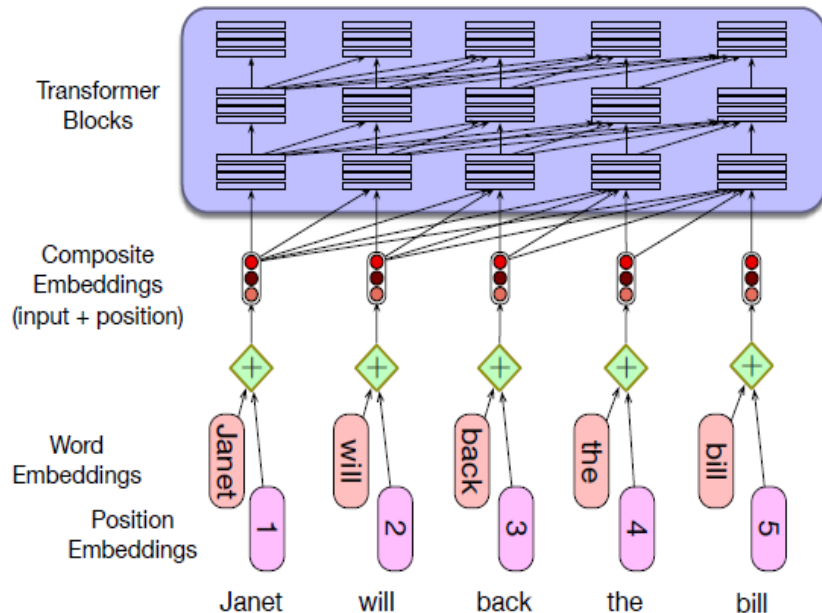 Transformer
Blocks
Composite
Embeddings
(input + position)
+ + + + +
Word
Embeddings
Janet will back the bill
Position
Embeddings
1 2 3 4 5
Janet will back the bill